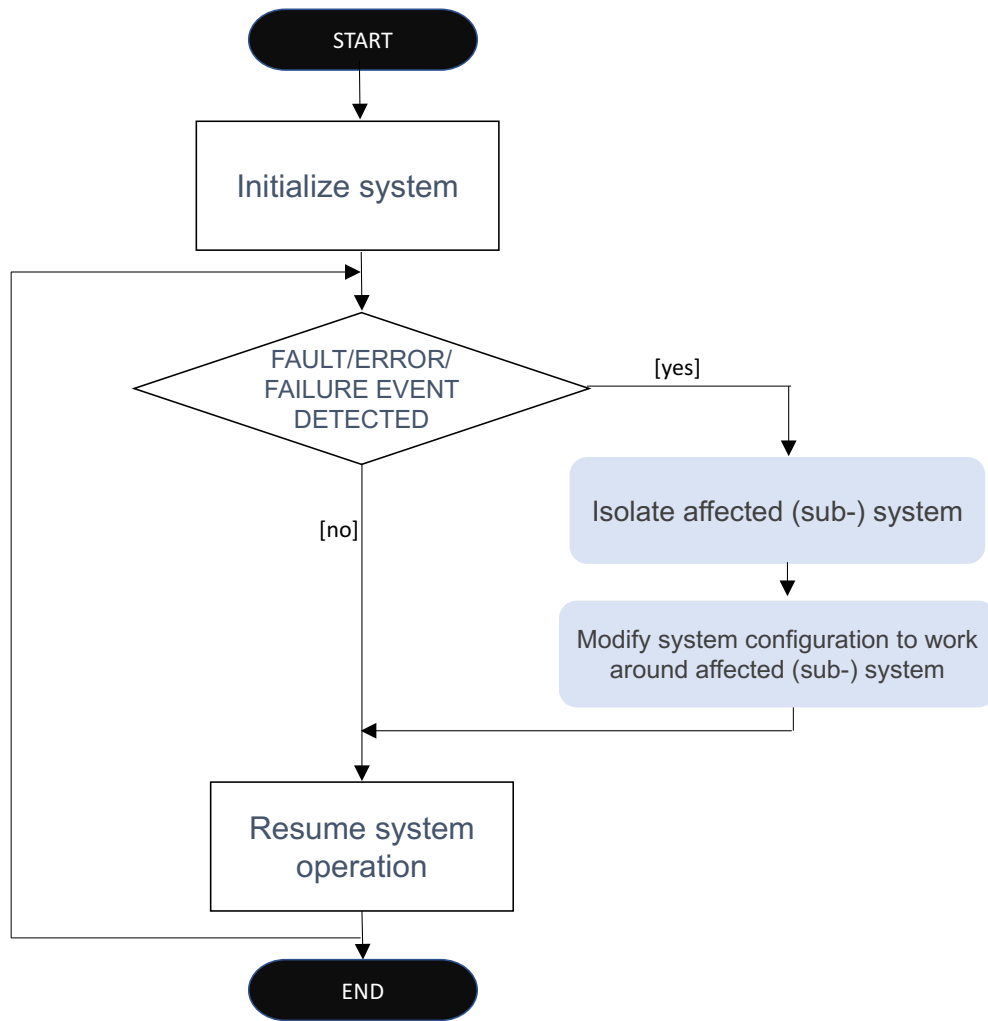 START
Initialize system
FAULT/ERROR/
FAILURE EVENT
DETECTED
[yes]
Isolate affected (sub-) system
[no]
Modify system configuration to work
around affected (sub-) system
Resume system
operation
END